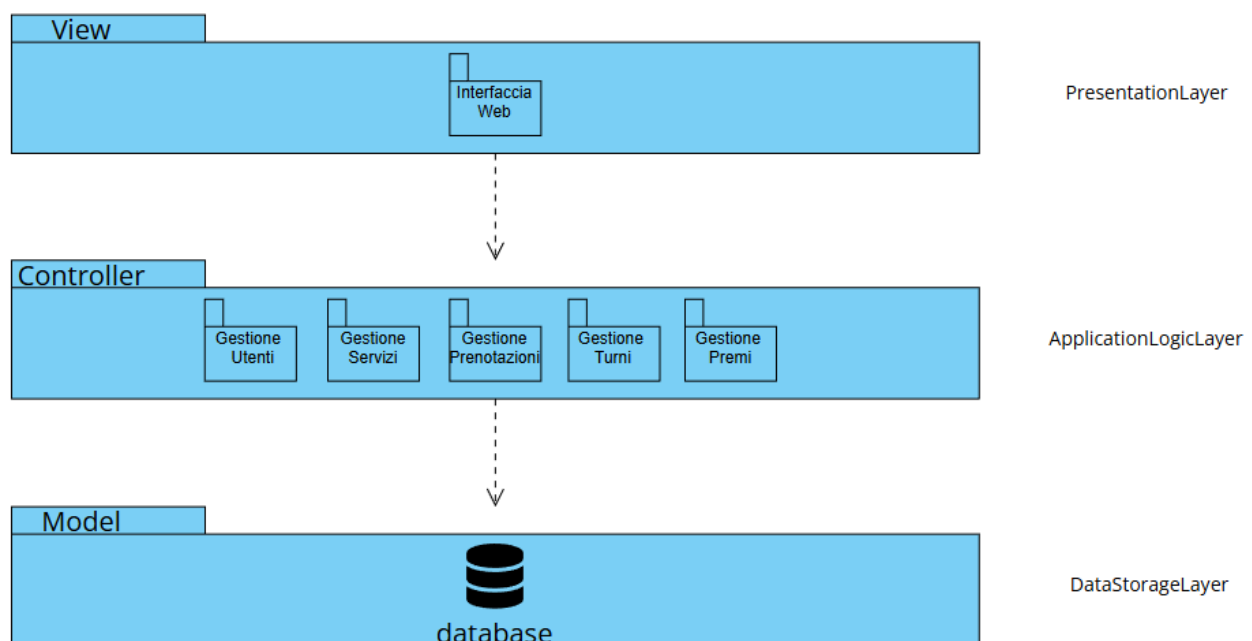 View
Interfaccia
Web
PresentationLayer
Controller
Gestione
Utenti
Gestione
Servizi
Gestione
Prenotazioni
Gestione
Turni
Gestione
Premi
ApplicationLogicLayer
Model
database
DataStorageLayer